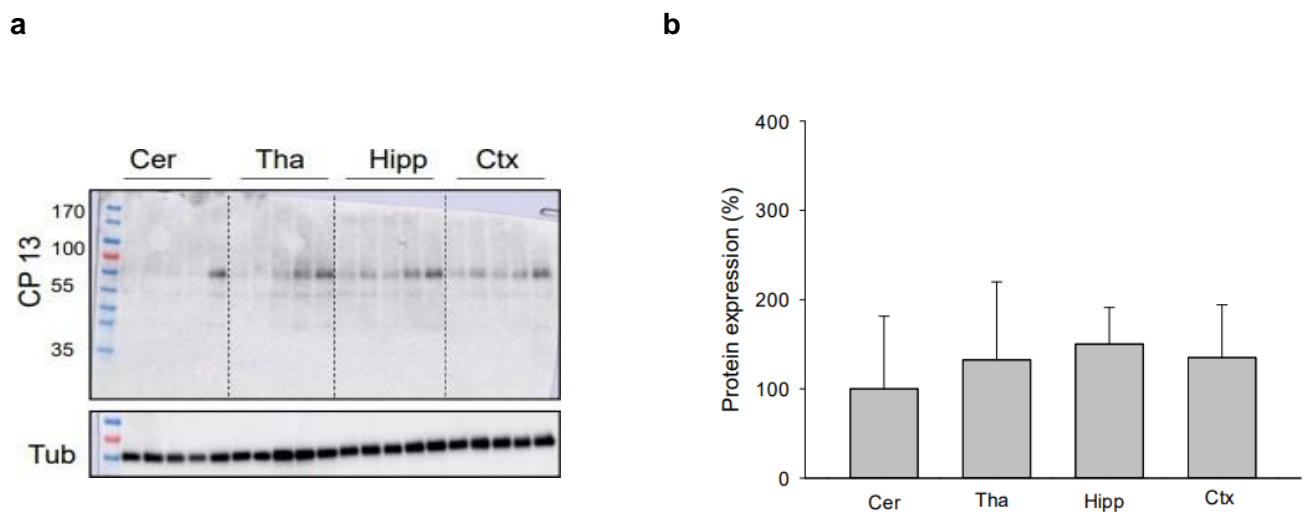 a
Cer Tha Hipp Ctx
CP 13
170
100
55
35
Tub
b
Protein expression (%)
400
300
200
100
0
Cer Tha Hipp Ctx